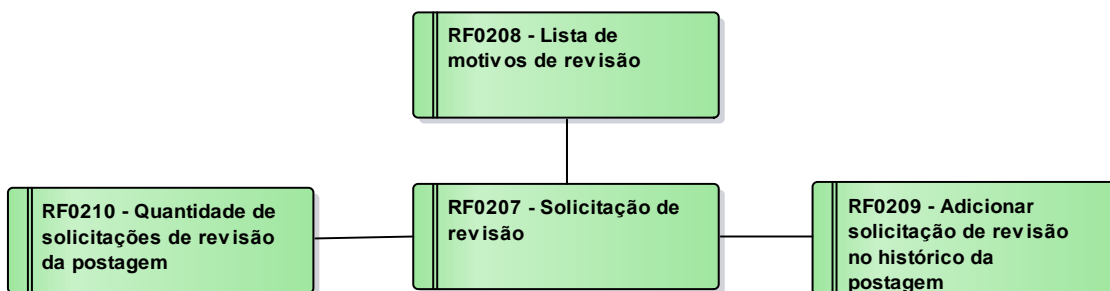 RF0208 - Lista de
motivos de revisão
RF0210 - Quantidade de
solicitações de revisão
da postagem
RF0207 - Solicitação de
revisão
RF0209 - Adicionar
solicitação de revisão
no histórico da
postagem